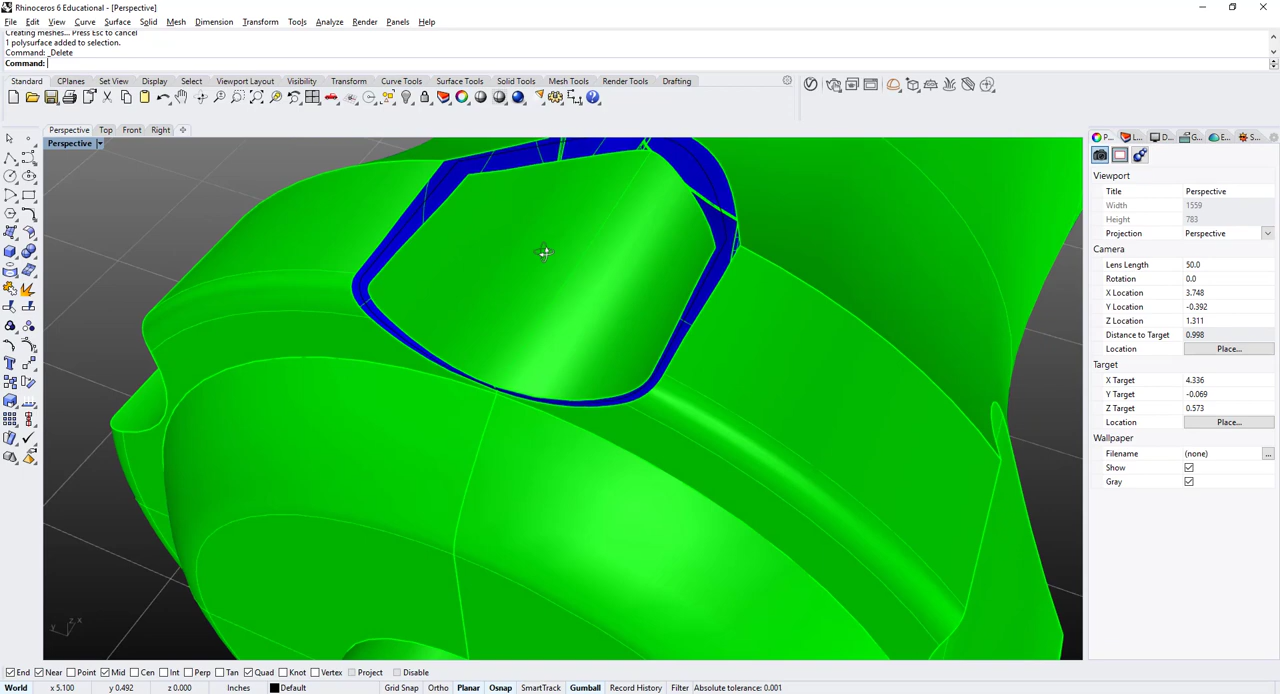 Rhinoceros 6 Educational - [Perspective]
File Edit View Curve Surface Solid Mesh Dimension Transform Tools Analyze Render Panels Help
Creating meshes... Press Esc to cancel
1 polysurface added to selection.
Command: _Delete
Command:
Standard CPlanes Set View Display Select Viewport Layout Visibility Transform Curve Tools Surface Tools Solid Tools Mesh Tools Render Tools Drafting
Perspective Top Front Right
P... L... D... G... E... S...
Perspective
Viewport
Title Perspective
Width 1559
Height 783
Projection Perspective
Camera
Lens Length 50.0
Rotation 0.0
X Location 3.748
Y Location -0.392
Z Location 1.311
Distance to Target 0.998
Location Place...
Target
X Target 4.336
Y Target -0.069
Z Target 0.573
Location Place...
Wallpaper
Filename (none) ...
Show
Gray
z x
y
End Near Point Mid Cen Int Perp Tan Quad Knot Vertex Project Disable
World x 5.100 y 0.492 z 0.000 Inches Default Grid Snap Ortho Planar Osnap SmartTrack Gumball Record History Filter Absolute tolerance: 0.001